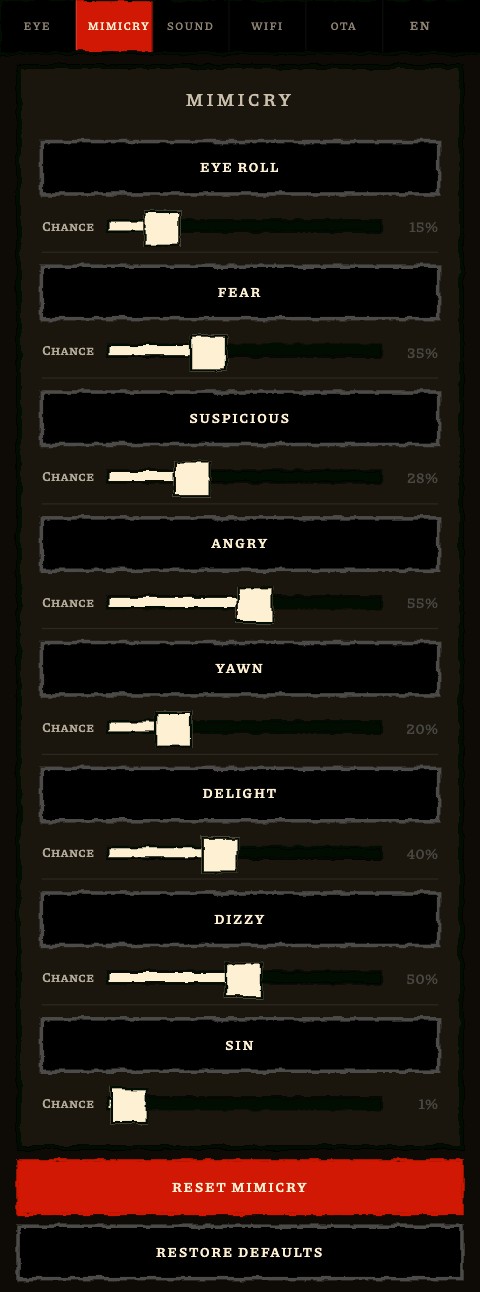 EYE MIMICRY SOUND WIFI OTA EN
MIMICRY
EYE ROLL
CHANCE 15%
FEAR
CHANCE 35%
SUSPICIOUS
CHANCE 28%
ANGRY
CHANCE 55%
YAWN
CHANCE 20%
DELIGHT
CHANCE 40%
DIZZY
CHANCE 50%
SIN
CHANCE 1%
RESET MIMICRY
RESTORE DEFAULTS